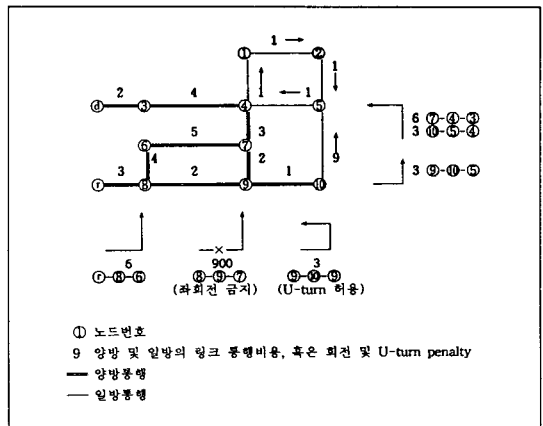 1 →
① ②
1
↓
2 4 1 ← 1
ⓓ ③ ④ ⑤
6 ⑦-④-③
3 ⑩-⑤-④
5 3
⑥ ⑦
4 2 9
3 ⑨-⑩-⑤
3 2 1
ⓡ ⑧ ⑨ ⑩
6 900 3
ⓡ-⑧-⑥ ⑧-⑨-⑦ ⑨-⑩-⑨
(좌회전 금지) (U-turn 허용)
① 노드번호
9 양방 및 일방의 링크 통행비용, 혹은 회전 및 U-turn penalty
양방통행
일방통행